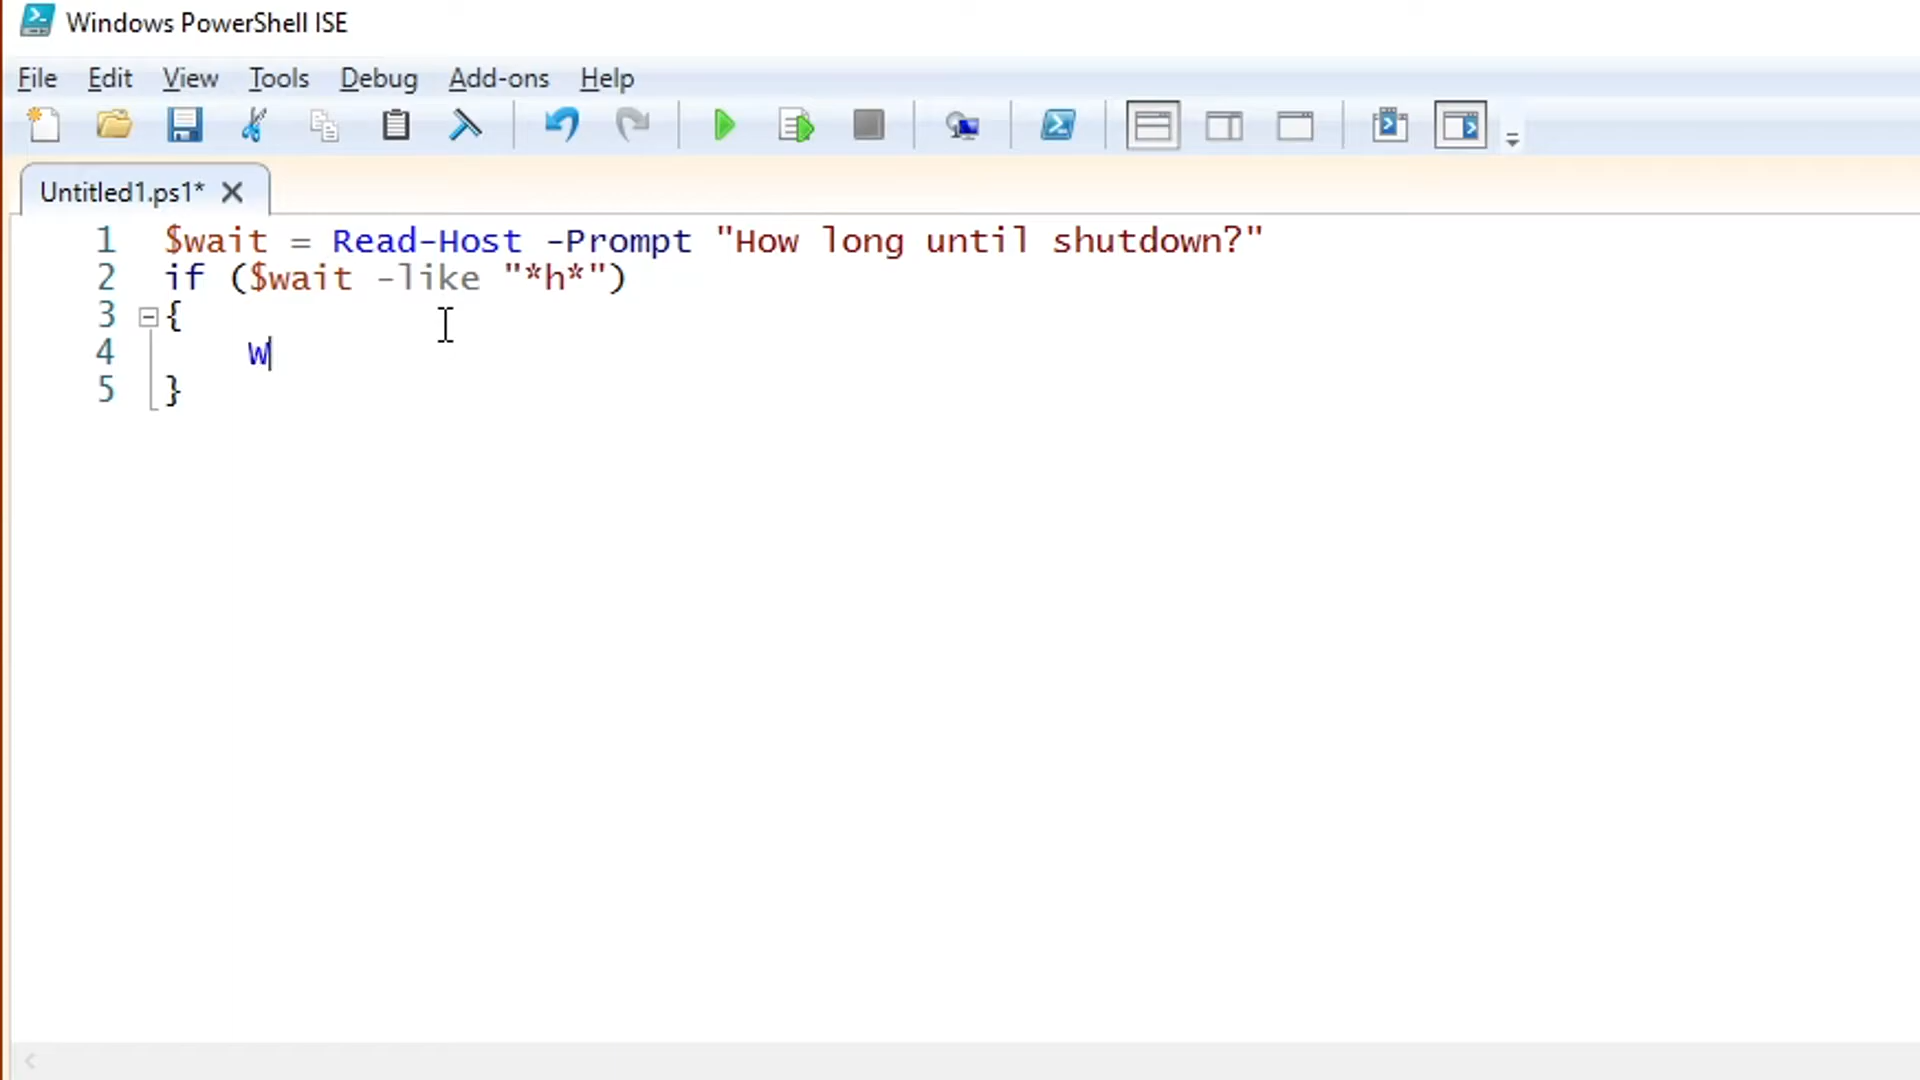 Windows PowerShell ISE
File Edit View Tools Debug Add-ons Help
Untitled1.ps1*
1 $wait = Read-Host -Prompt "How long until shutdown?"
2 if ($wait -like "*h*")
3 {
4 W
5 }